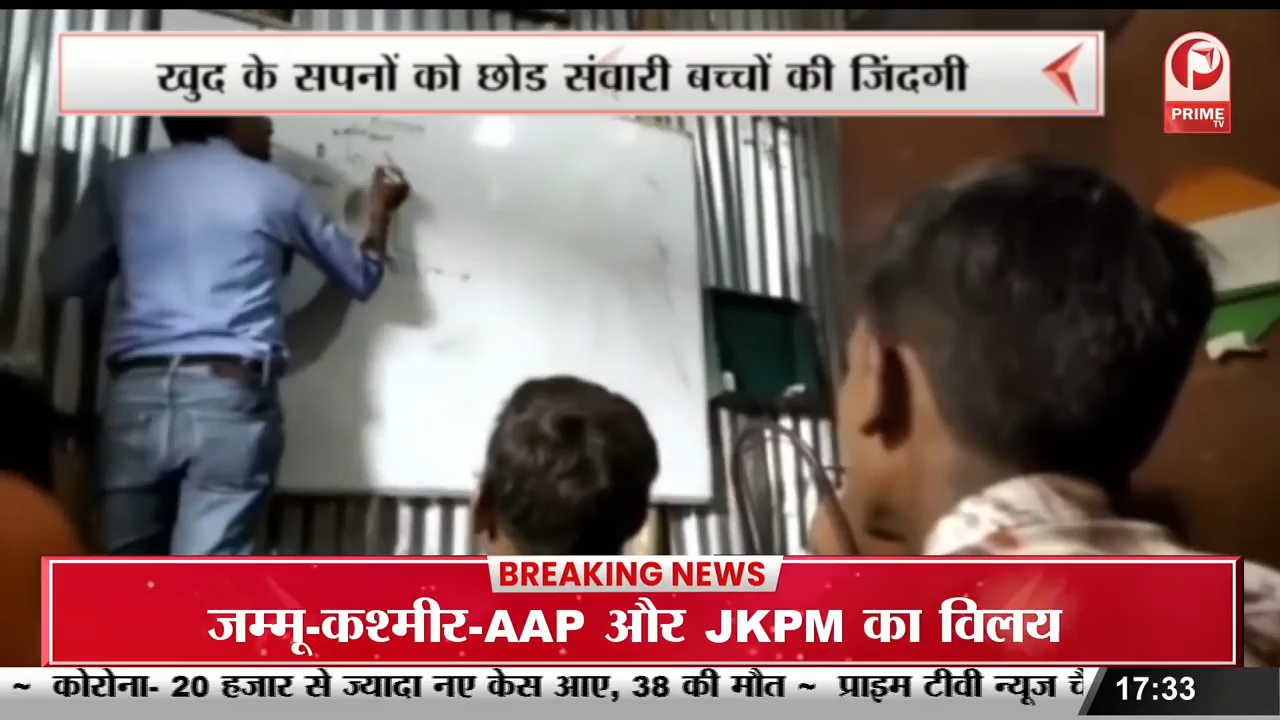 खुद के सपनों को छोड संवारी बच्चों की जिंदगी
PRIME
TV
BREAKING NEWS
जम्मू-कश्मीर-AAP और JKPM का विलय
~ कोरोना- 20 हजार से ज्यादा नए केस आए, 38 की मौत ~ प्राइम टीवी न्यूज
17:33